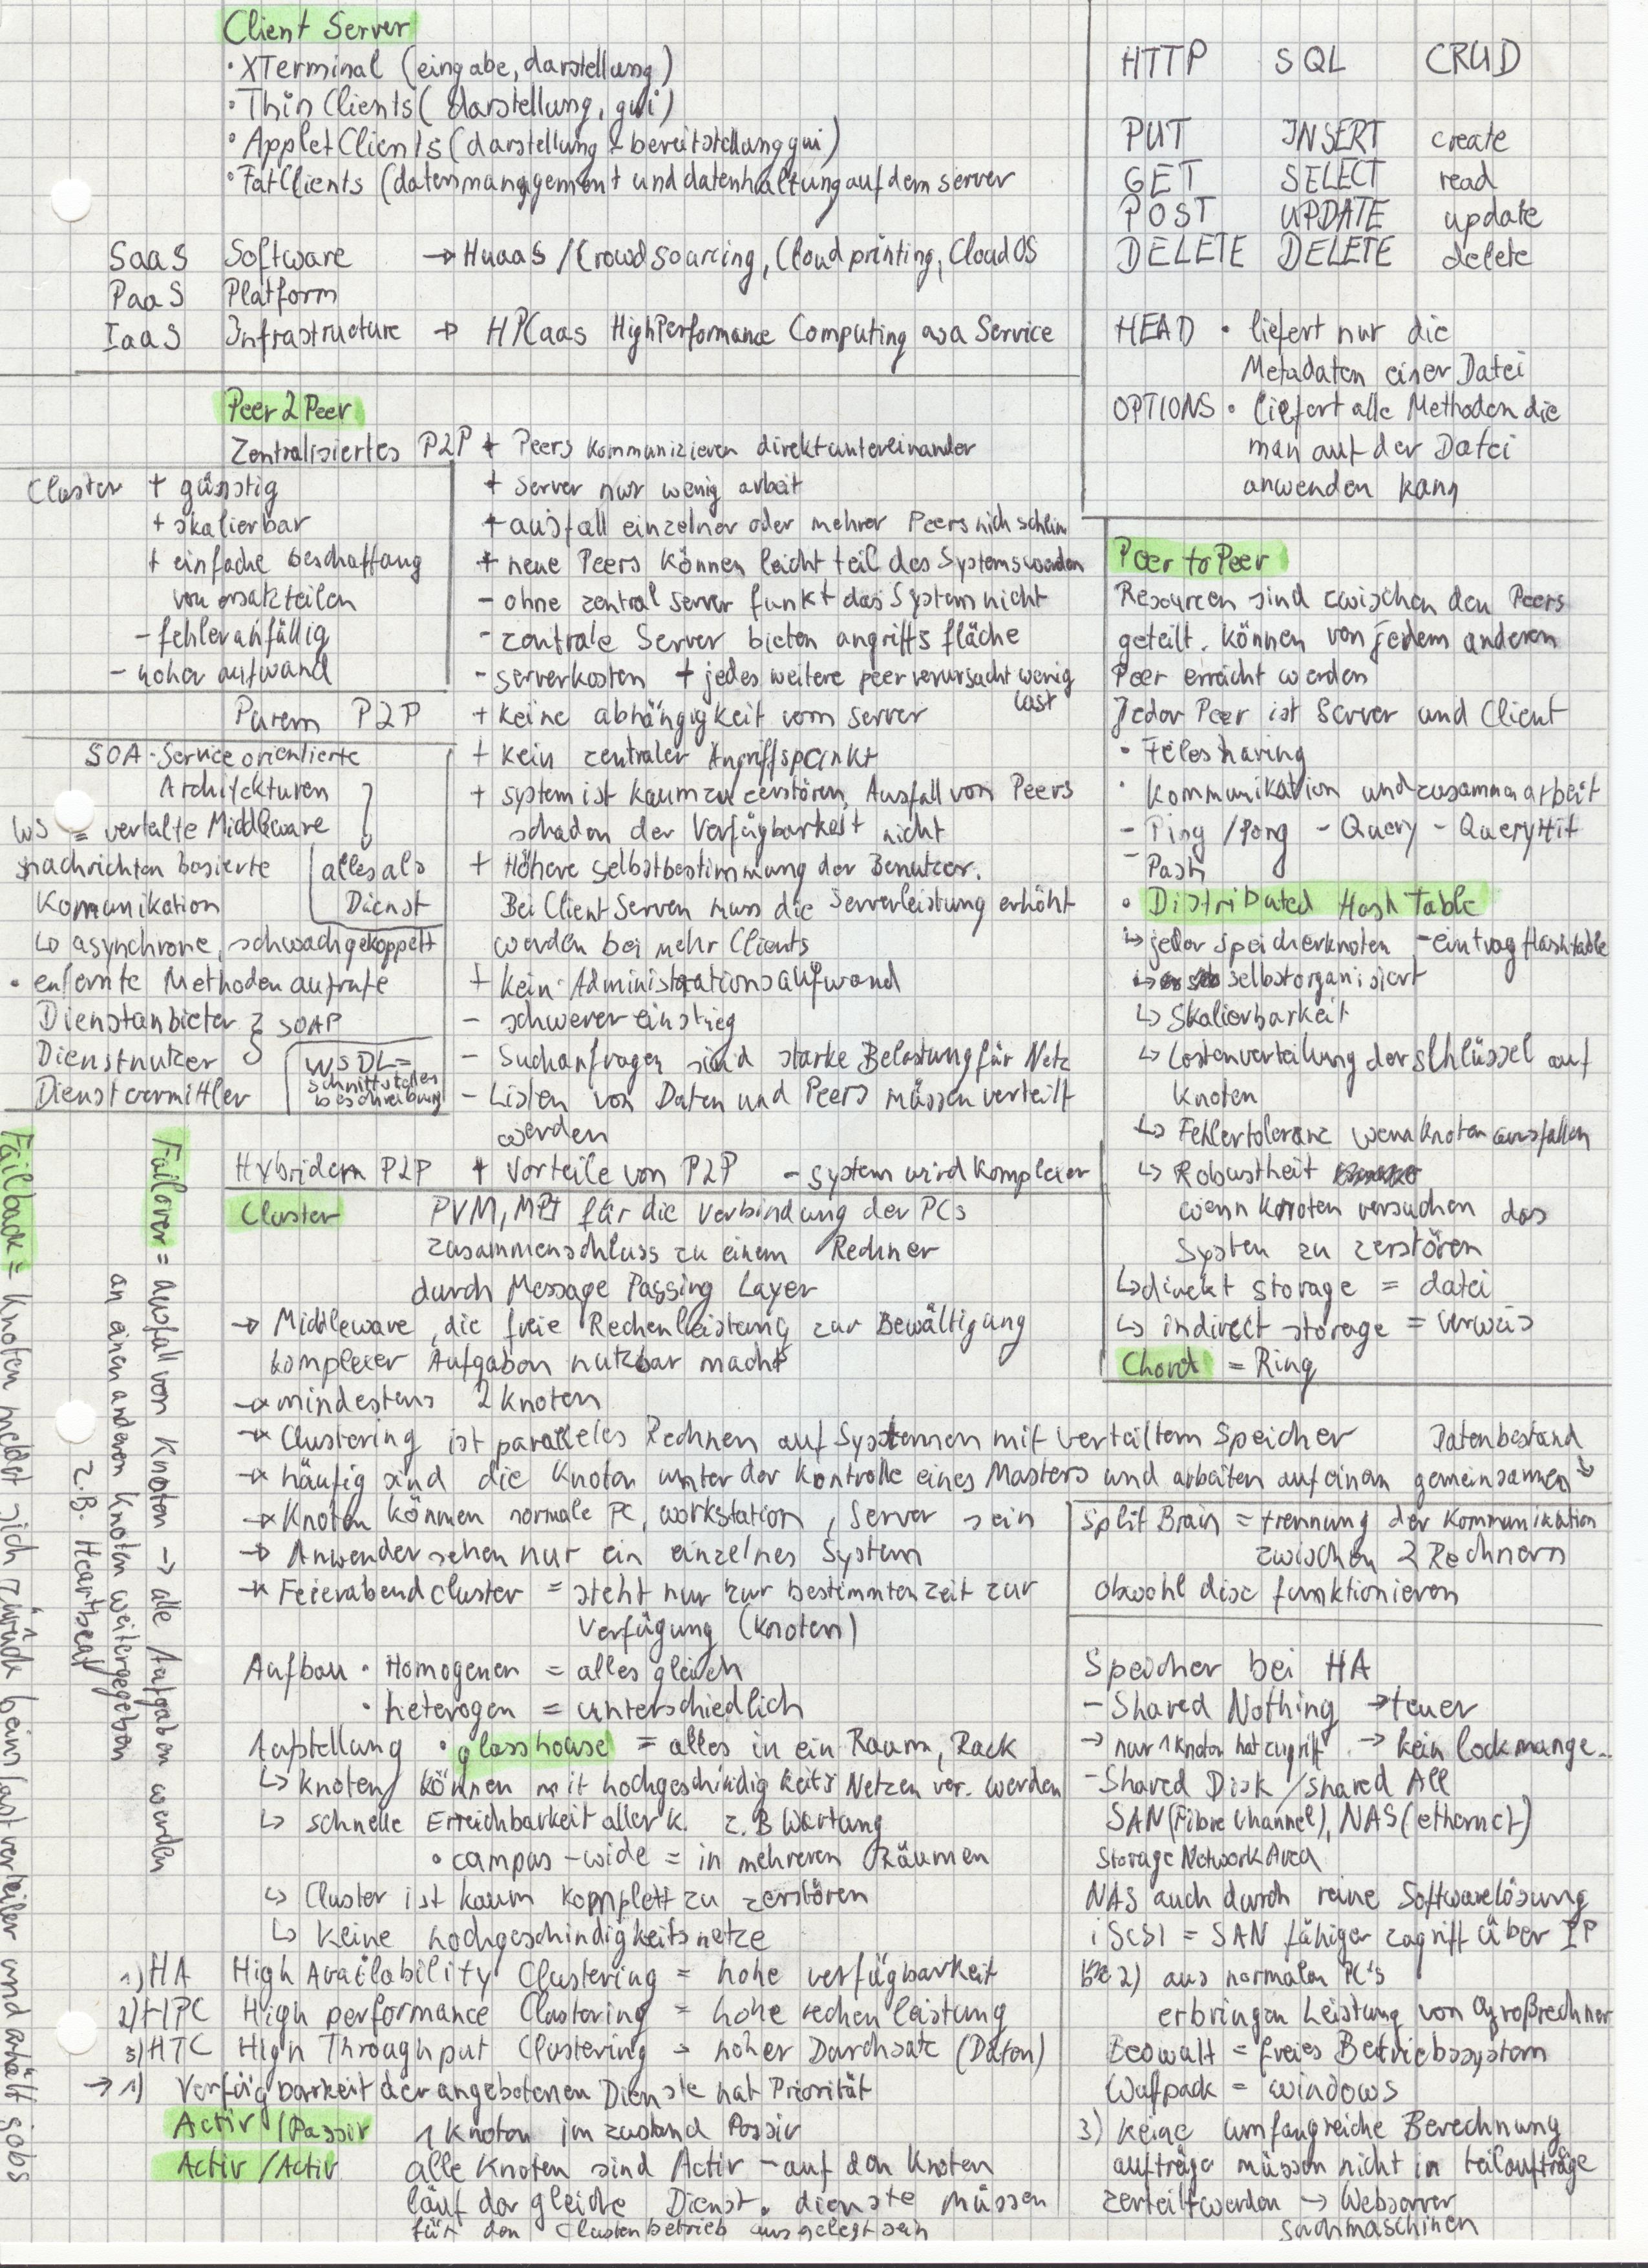 Client Server
• XTerminal (eingabe, darstellung)
• Thin Clients ( darstellung, gui)
• AppletClients (darstellung + bereitstellung gui)
• FatClients (datenmanagement und datenhaltung auf dem server
SaaS Software → HuaaS / Crowdsourcing, Cloudprinting, CloudOS
PaaS Platform
IaaS Infrastructure → HPCaas HighPerformance Computing as a Service
HTTP SQL CRUD
PUT INSERT create
GET SELECT read
POST UPDATE update
DELETE DELETE delete
HEAD • liefert nur die
Metadaten einer Datei
OPTIONS • liefert alle Methoden die
man auf der Datei
anwenden kann
Peer 2 Peer
Zentralisiertes P2P + Peers kommunizieren direkt untereinander
+ server nur wenig arbeit
+ ausfall einzelner oder mehrer Peers nich schlim
+ neue Peers können leicht teil des Systems werden
- ohne zentral server funkt das System nicht
- zentrale Server bieten angriffs fläche
- serverkosten + jedes weitere peer verursacht wenig
last
Cluster + günstig
+ skalierbar
+ einfache beschaffung
von ersatzteilen
- fehleranfällig
- hoher aufwand
Purem P2P + keine abhängigkeit vom server
+ kein zentraler Angriffspunkt
+ system ist kaum zu zerstören, Ausfall von Peers
schaden der Verfügbarkeit nicht
+ Höhere selbstbestimmung der Benutzer.
Bei Client Servern muss die Serverleistung erhöht
werden bei mehr Clients
+ kein Administrationsaufwand
- schwerer einstieg
- Suchanfragen sind starke Belastung für Netz
- Listen von Daten und Peers müssen verteilt
werden
SOA - Service orientierte
Architekturen
WS = verteilte Middleware
nachrichten basierte
Komunikation
alles als
Dienst
↳ asynchrone, schwachgekoppelt
• enfernte Methoden aufrufe
Dienstanbieter } SOAP
Dienstnutzer
Dienstvermittler
WSDL =
schnittstellen
beschreibung
Hybridem P2P + Vorteile von P2P - system wird komplexer
Peer to Peer
Resourcen sind zwischen den Peers
geteilt. können von jedem anderen
Peer erreicht werden
Jeder Peer ist Server und Client
• Filesharing
• Kommunikation und zusammenarbeit
- Ping / Pong - Query - QueryHit
- Push
• Distributed Hash Table
↳ jeder speicherknoten - eintrag Hashtable
↳ selbstorganisiert
↳ Skalierbarkeit
↳ Lastenverteilung der schlüssel auf
Knoten
↳ Fehlertoleranz wenn Knoten ausfallen
↳ Robustheit
wenn Knoten versuchen das
System zu zerstören
↳ direkt storage = datei
↳ indirect storage = verweis
Chord = Ring
Cluster PVM, MPI für die Verbindung der PCs
zusammenschluss zu einem Rechner
durch Message Passing Layer
→ Middleware, die freie Rechenleistung zur Bewältigung
komplexer Aufgaben nutzbar macht
→ mindestens 2 Knoten
→ Clustering ist paralleles Rechnen auf Systemen mit verteiltem Speicher
→ häufig sind die Knoten unter der Kontrolle eines Masters und arbeiten auf einem gemeinsamen ↴ Datenbestand
→ Knoten können normale PC, workstation, Server sein
→ Anwender sehen nur ein einzelnes System
→ Feierabendcluster = steht nur zur bestimmten zeit zur
Verfügung (Knoten)
Split Brain = trennung der Kommunikation
zwischen 2 Rechnern
obwohl die funktionieren
Aufbau • Homogenen = alles gleich
• heterogen = unterschiedlich
Aufstellung • glasshouse = alles in ein Raum, Rack
↳ knoten können mit hochgeschindigkeits Netzen ver. werden
↳ schnelle Erreichbarkeit aller K. z.B Wartung
• campus-wide = in mehreren Räumen
↳ Cluster ist kaum komplett zu zerstören
↳ keine hochgeschindigkeitsnetze
1) HA High Availability Clustering = hohe verfügbarkeit
2) HPC High performance Clustering = hohe rechenleistung
3) HTC High Throughput Clustering = hoher Durchsatz (Daten)
→ 1) Verfügbarkeit der angebotenen Dienste hat Priorität
Activ / Passiv 1 Knoten im zustand Passiv
Activ / Activ alle Knoten sind Activ - auf den Knoten
läuf der gleiche Dienst. dienste müssen
für den Clusterbetrieb ausgelegt sein
Speicher bei HA
- Shared Nothing → teuer
→ nur 1 Knoten hat zugriff → kein lockmange..
- Shared Disk / shared All
SAN (Fibre Channel), NAS (ethernet)
Storage Network Area
NAS auch durch reine Softwarelösung
iSCSI = SAN fähiger zugriff über IP
2) aus normalen PC's
erbringen Leistung von Großrechner
Beowulf = freies Betriebssystem
Wufpack = windows
3) keine umfangreiche Berechnung
aufträge müssen nicht in teilaufträge
zerteilt werden → Webserver
suchmaschinen
Failover = Ausfall von Knoten → alle Aufgaben werden
an einen anderen Knoten weitergegeben
z.B. Heartbeat
Failback = Knoten meldet sich zurück beim lastverteiler und erhält jobs